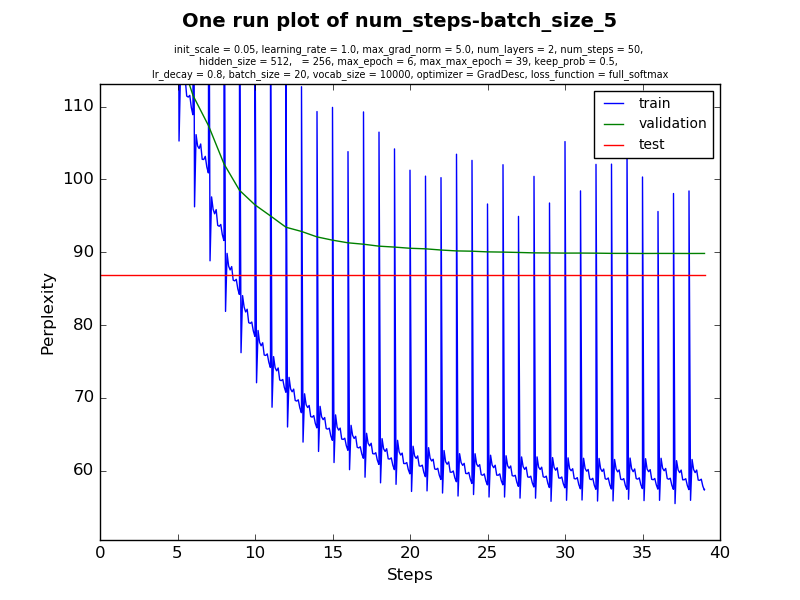 One run plot of num_steps-batch_size_5
init_scale = 0.05, learning_rate = 1.0, max_grad_norm = 5.0, num_layers = 2, num_steps = 50,
hidden_size = 512,   = 256, max_epoch = 6, max_max_epoch = 39, keep_prob = 0.5,
lr_decay = 0.8, batch_size = 20, vocab_size = 10000, optimizer = GradDesc, loss_function = full_softmax
train
validation
test
110
100
90
80
70
60
Perplexity
0 5 10 15 20 25 30 35 40
Steps